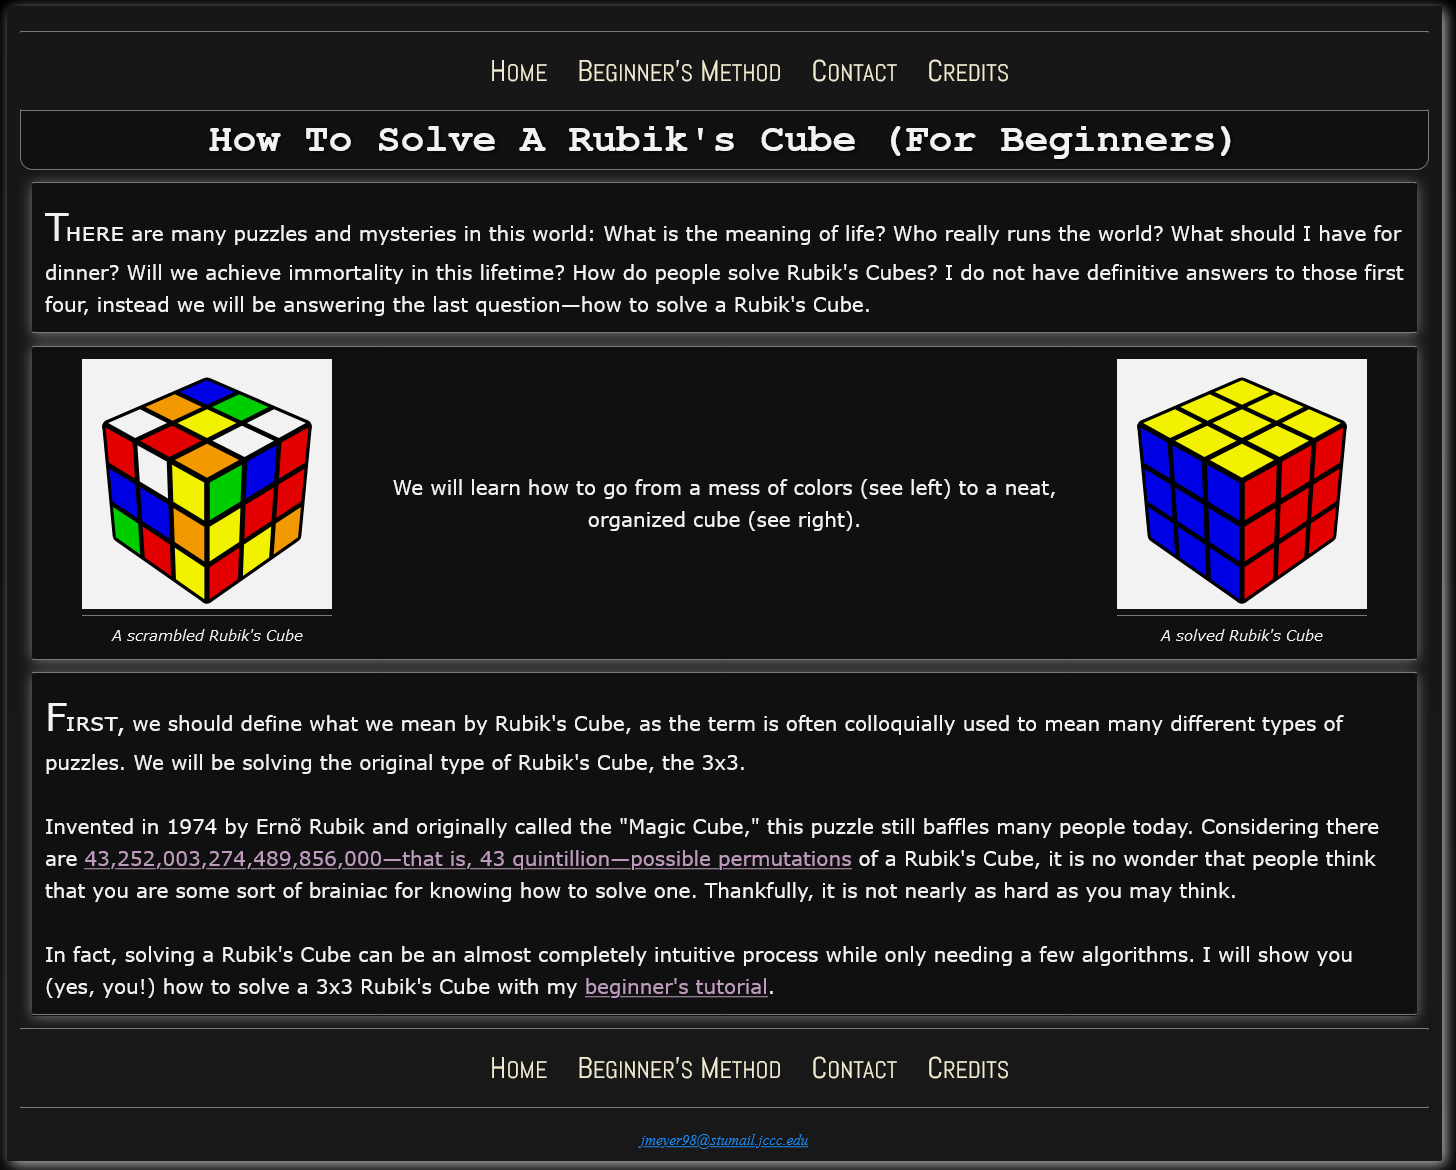 Home Beginner's Method Contact Credits
How To Solve A Rubik's Cube (For Beginners)
There are many puzzles and mysteries in this world: What is the meaning of life? Who really runs the world? What should I have for
dinner? Will we achieve immortality in this lifetime? How do people solve Rubik's Cubes? I do not have definitive answers to those first
four, instead we will be answering the last question—how to solve a Rubik's Cube.
We will learn how to go from a mess of colors (see left) to a neat,
organized cube (see right).
A scrambled Rubik's Cube
A solved Rubik's Cube
First, we should define what we mean by Rubik's Cube, as the term is often colloquially used to mean many different types of
puzzles. We will be solving the original type of Rubik's Cube, the 3x3.
Invented in 1974 by Ernõ Rubik and originally called the "Magic Cube," this puzzle still baffles many people today. Considering there
are 43,252,003,274,489,856,000—that is, 43 quintillion—possible permutations of a Rubik's Cube, it is no wonder that people think
that you are some sort of brainiac for knowing how to solve one. Thankfully, it is not nearly as hard as you may think.
In fact, solving a Rubik's Cube can be an almost completely intuitive process while only needing a few algorithms. I will show you
(yes, you!) how to solve a 3x3 Rubik's Cube with my beginner's tutorial.
Home Beginner's Method Contact Credits
jmeyer98@stumail.jccc.edu